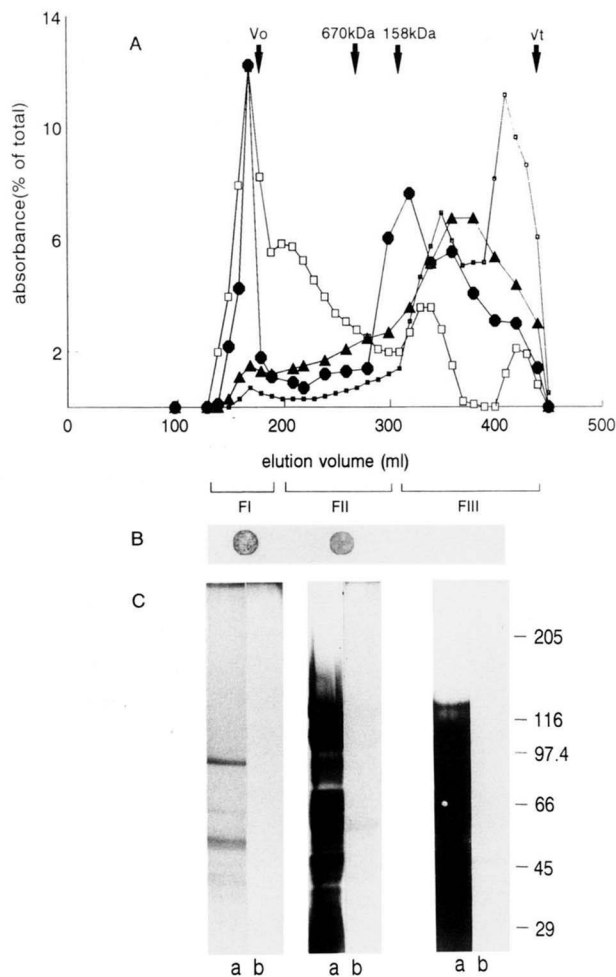 14
A
Vo
670kDa
158kDa
Vt
absorbance(% of total)
10
6
2
0
100
200
300
400
500
elution volume (ml)
FI
FII
FIII
B
C
205
116
97.4
66
45
29
a b
a b
a b